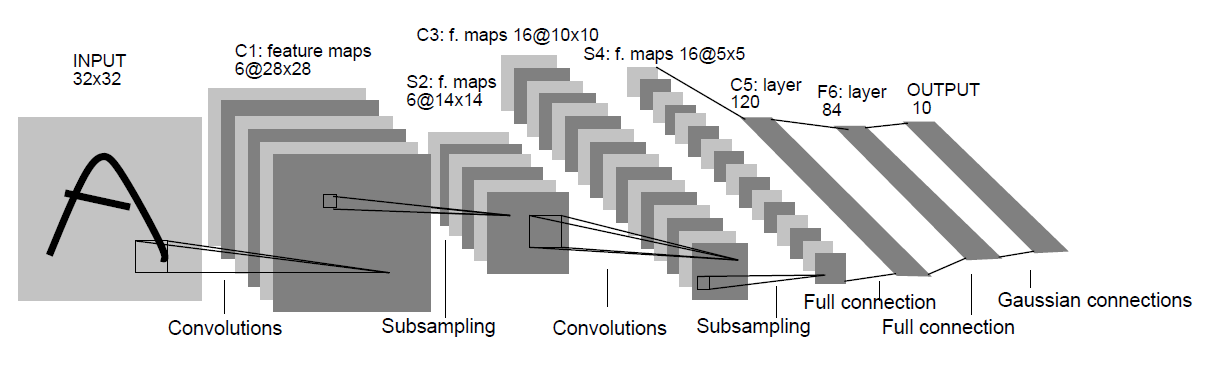 INPUT
32x32
C1: feature maps
6@28x28
S2: f. maps
6@14x14
C3: f. maps 16@10x10
S4: f. maps 16@5x5
C5: layer
120
F6: layer
84
OUTPUT
10
Convolutions
Subsampling
Convolutions
Subsampling
Full connection
Full connection
Gaussian connections